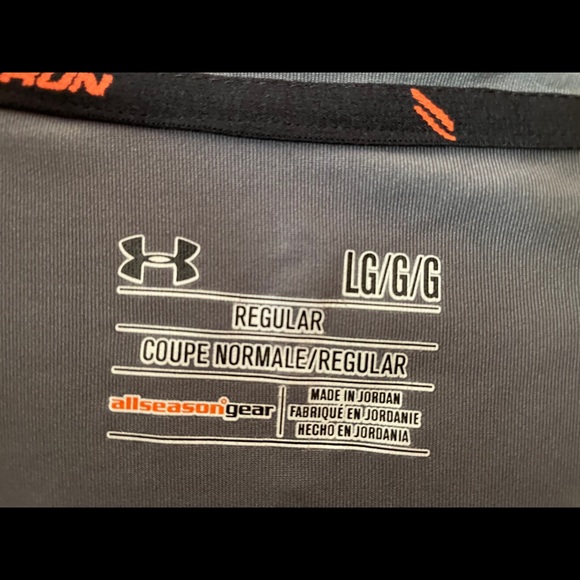 LG/G/G
REGULAR
COUPE NORMALE/REGULAR
allseasongear
MADE IN JORDAN
FABRIQUÉ EN JORDANIE
HECHO EN JORDANIA